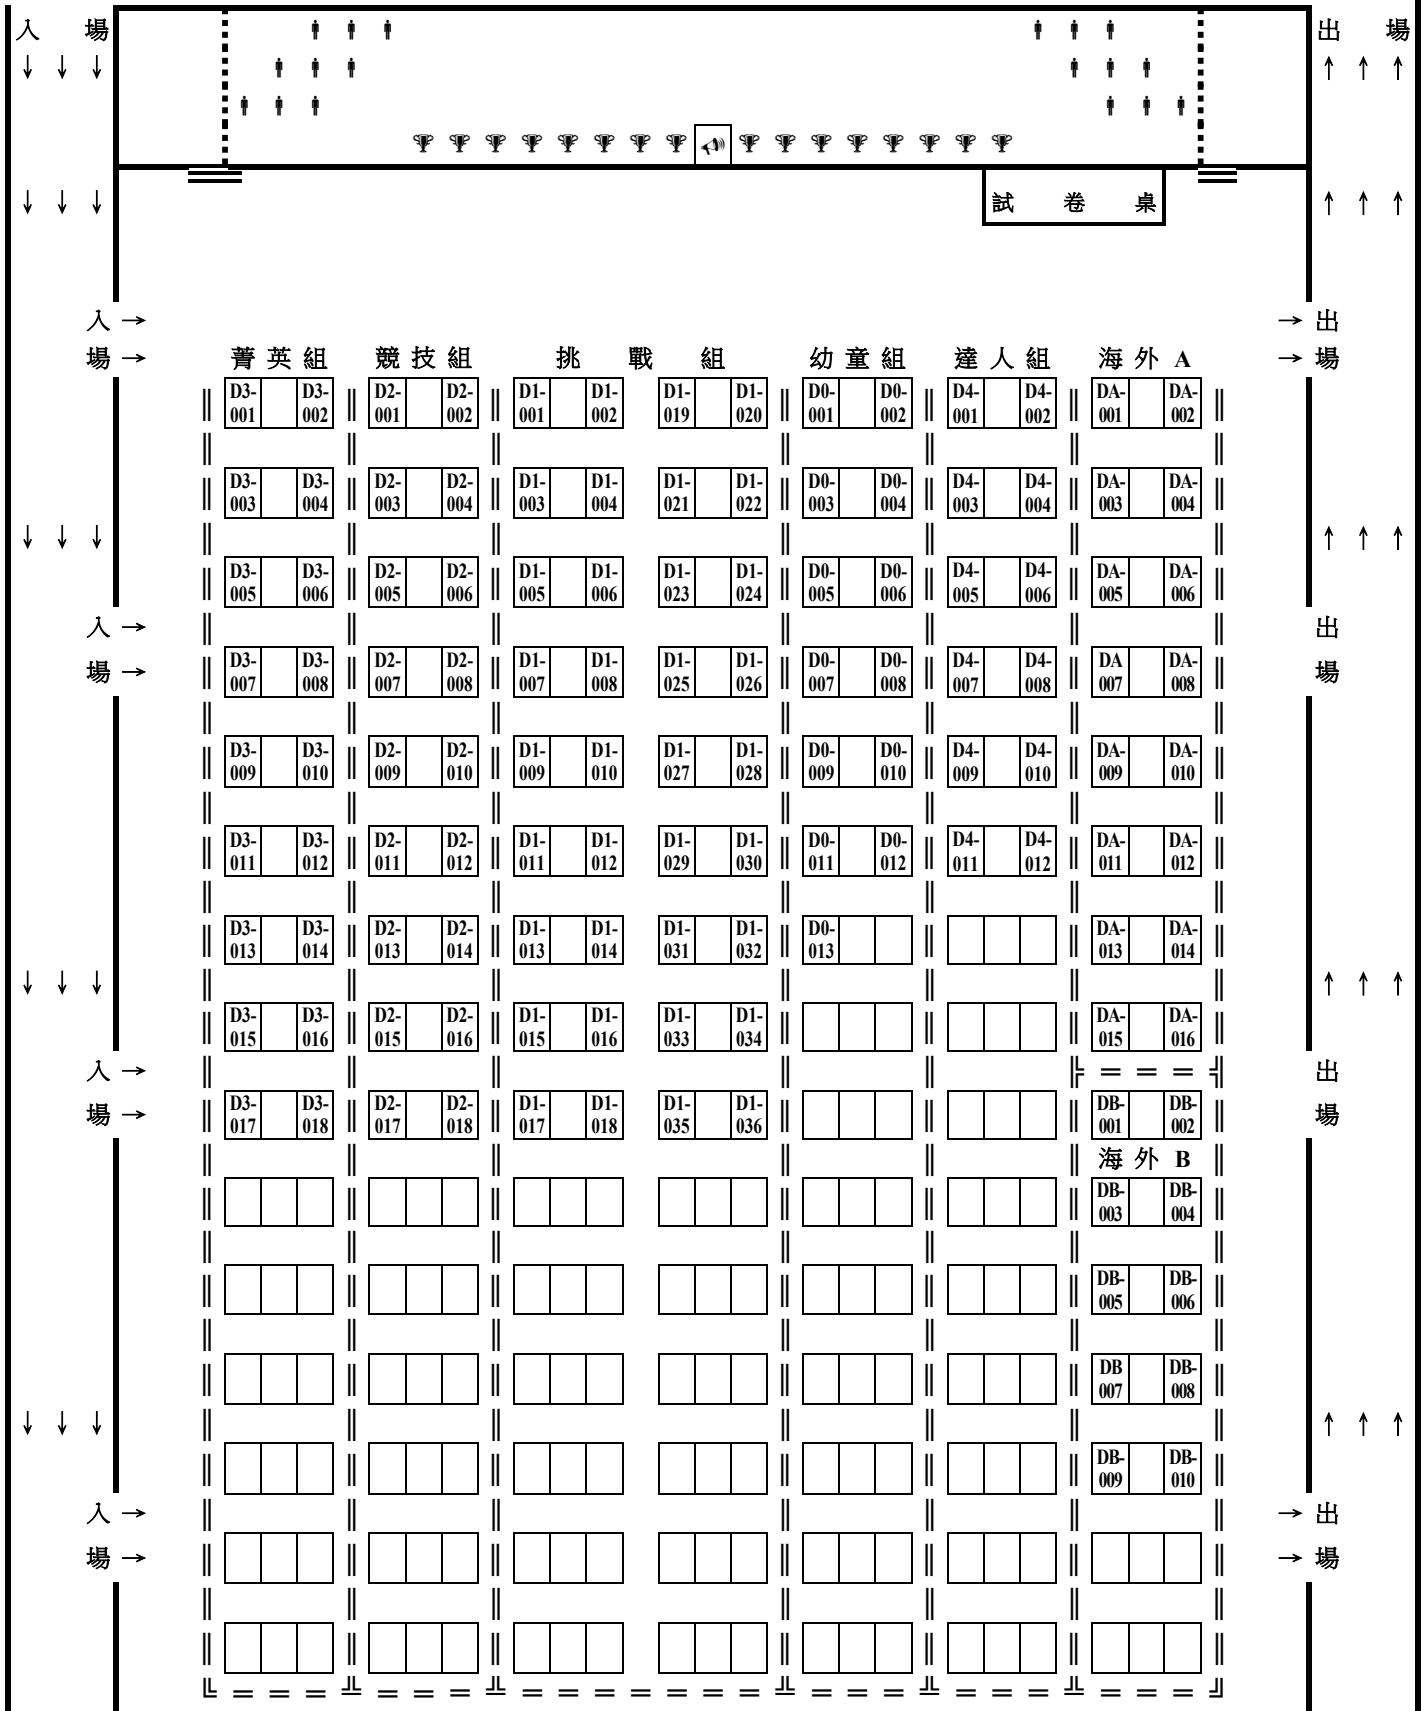 入 場
出 場
↓ ↓ ↓
↑ ↑ ↑
↓ ↓ ↓
試 卷 桌
↑ ↑ ↑
入 →
→ 出
場 →
菁英組 競技組 挑 戰 組 幼童組 達人組 海外 A
→ 場
D3-001 D3-002 D2-001 D2-002 D1-001 D1-002 D1-019 D1-020 D0-001 D0-002 D4-001 D4-002 DA-001 DA-002
D3-003 D3-004 D2-003 D2-004 D1-003 D1-004 D1-021 D1-022 D0-003 D0-004 D4-003 D4-004 DA-003 DA-004
↓ ↓ ↓
↑ ↑ ↑
D3-005 D3-006 D2-005 D2-006 D1-005 D1-006 D1-023 D1-024 D0-005 D0-006 D4-005 D4-006 DA-005 DA-006
入 →
出
場 →
D3-007 D3-008 D2-007 D2-008 D1-007 D1-008 D1-025 D1-026 D0-007 D0-008 D4-007 D4-008 DA 007 DA-008
場
D3-009 D3-010 D2-009 D2-010 D1-009 D1-010 D1-027 D1-028 D0-009 D0-010 D4-009 D4-010 DA-009 DA-010
D3-011 D3-012 D2-011 D2-012 D1-011 D1-012 D1-029 D1-030 D0-011 D0-012 D4-011 D4-012 DA-011 DA-012
D3-013 D3-014 D2-013 D2-014 D1-013 D1-014 D1-031 D1-032 D0-013 DA-013 DA-014
↓ ↓ ↓
↑ ↑ ↑
D3-015 D3-016 D2-015 D2-016 D1-015 D1-016 D1-033 D1-034 DA-015 DA-016
入 →
出
場 →
D3-017 D3-018 D2-017 D2-018 D1-017 D1-018 D1-035 D1-036 DB-001 DB-002
場
海外 B
DB-003 DB-004
DB-005 DB-006
DB 007 DB-008
↓ ↓ ↓
↑ ↑ ↑
DB-009 DB-010
入 →
→ 出
場 →
→ 場